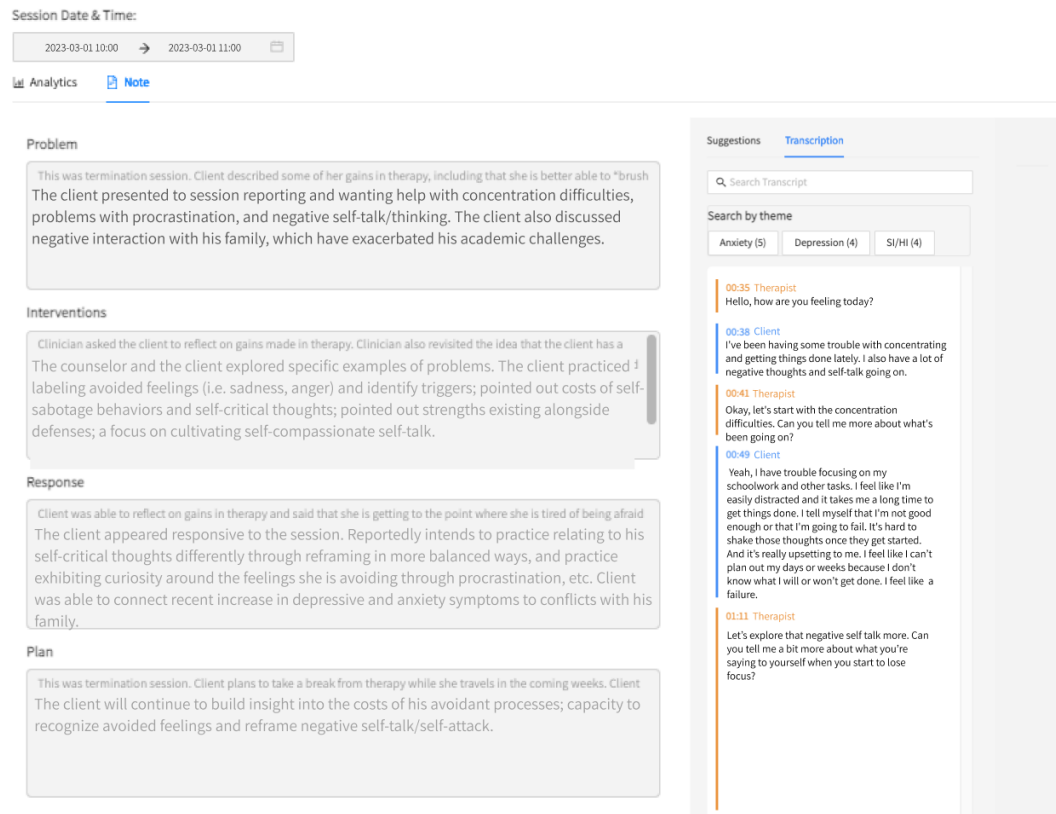 Session Date & Time:
2023-03-01 10:00 → 2023-03-01 11:00
Analytics Note
Problem
This was termination session. Client described some of her gains in therapy, including that she is better able to "brush
The client presented to session reporting and wanting help with concentration difficulties,
problems with procrastination, and negative self-talk/thinking. The client also discussed
negative interaction with his family, which have exacerbated his academic challenges.
Interventions
Clinician asked the client to reflect on gains made in therapy. Clinician also revisited the idea that the client has a
The counselor and the client explored specific examples of problems. The client practiced
labeling avoided feelings (i.e. sadness, anger) and identify triggers; pointed out costs of self-
sabotage behaviors and self-critical thoughts; pointed out strengths existing alongside
defenses; a focus on cultivating self-compassionate self-talk.
Response
Client was able to reflect on gains in therapy and said that she is getting to the point where she is tired of being afraid
The client appeared responsive to the session. Reportedly intends to practice relating to his
self-critical thoughts differently through reframing in more balanced ways, and practice
exhibiting curiosity around the feelings she is avoiding through procrastination, etc. Client
was able to connect recent increase in depressive and anxiety symptoms to conflicts with his
family.
Plan
This was termination session. Client plans to take a break from therapy while she travels in the coming weeks. Client
The client will continue to build insight into the costs of his avoidant processes; capacity to
recognize avoided feelings and reframe negative self-talk/self-attack.
Suggestions Transcription
Search Transcript
Search by theme
Anxiety (5) Depression (4) SI/HI (4)
00:35 Therapist
Hello, how are you feeling today?
00:38 Client
I've been having some trouble with concentrating
and getting things done lately. I also have a lot of
negative thoughts and self-talk going on.
00:41 Therapist
Okay, let's start with the concentration
difficulties. Can you tell me more about what's
been going on?
00:49 Client
Yeah, I have trouble focusing on my
schoolwork and other tasks. I feel like I'm
easily distracted and it takes me a long time to
get things done. I tell myself that I'm not good
enough or that I'm going to fail. It's hard to
shake those thoughts once they get started.
And it's really upsetting to me. I feel like I can't
plan out my days or weeks because I don't
know what I will or won't get done. I feel like a
failure.
01:11 Therapist
Let's explore that negative self talk more. Can
you tell me a bit more about what you're
saying to yourself when you start to lose
focus?